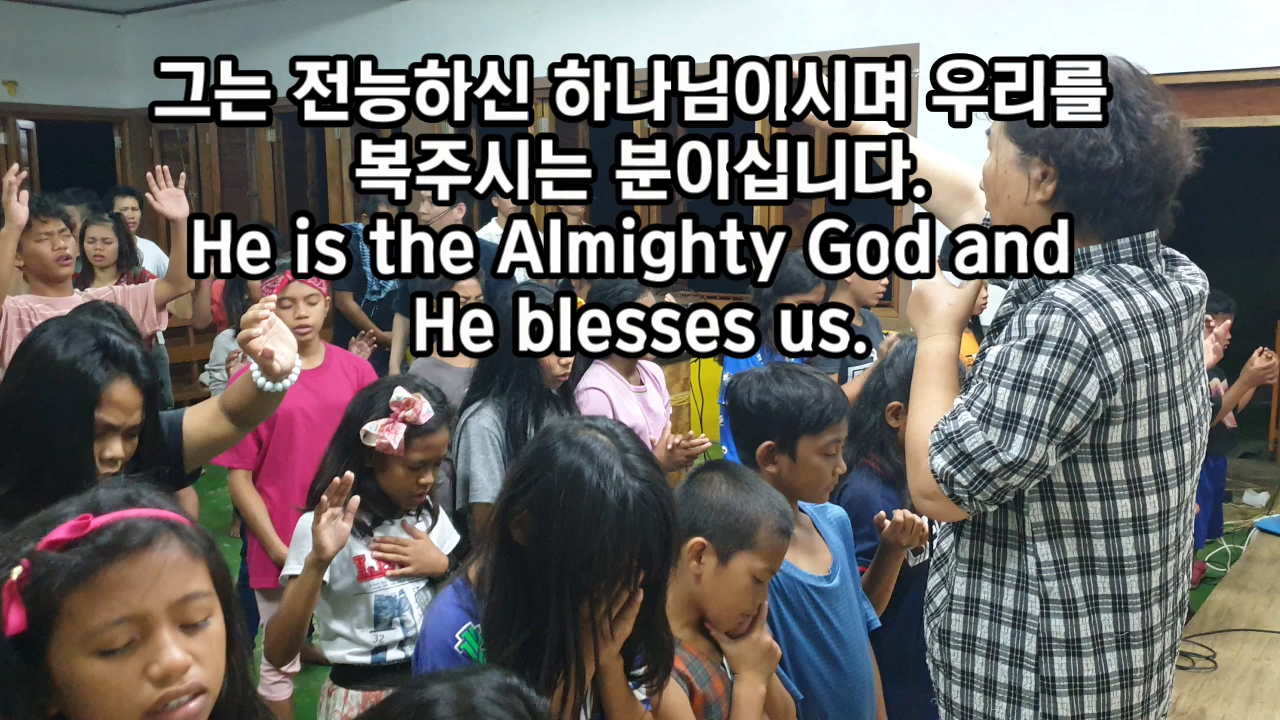 그는 전능하신 하나님이시며 우리를
복주시는 분이십니다.
He is the Almighty God and
He blesses us.
32